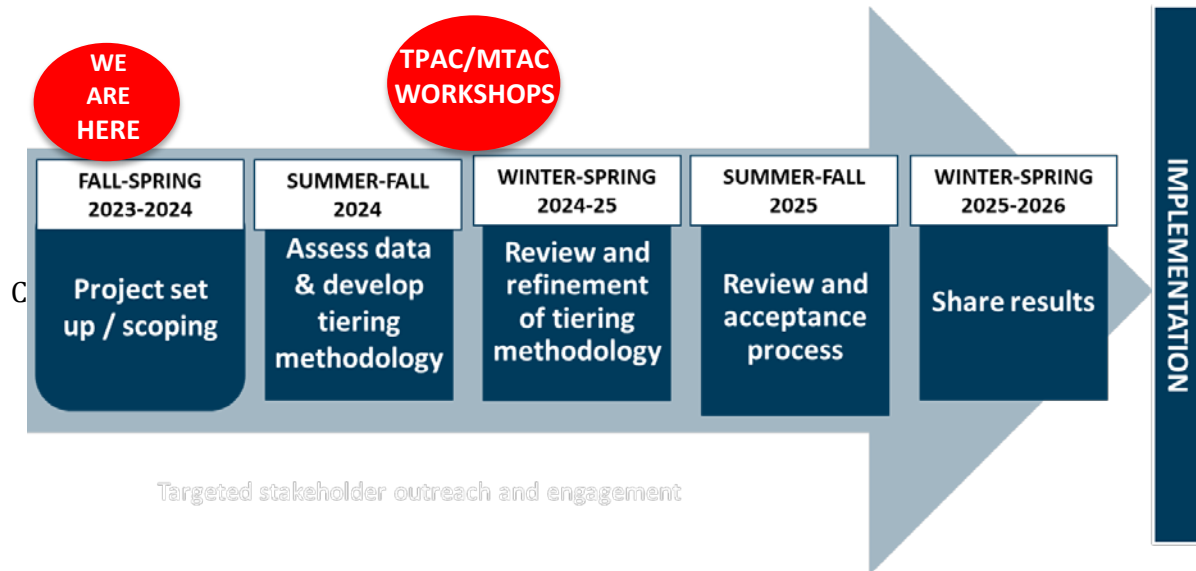 WE
ARE
HERE
TPAC/MTAC
WORKSHOPS
FALL-SPRING
2023-2024
Project set
up / scoping
SUMMER-FALL
2024
Assess data
& develop
tiering
methodology
WINTER-SPRING
2024-25
Review and
refinement
of tiering
methodology
SUMMER-FALL
2025
Review and
acceptance
process
WINTER-SPRING
2025-2026
Share results
IMPLEMENTATION
C
Targeted stakeholder outreach and engagement